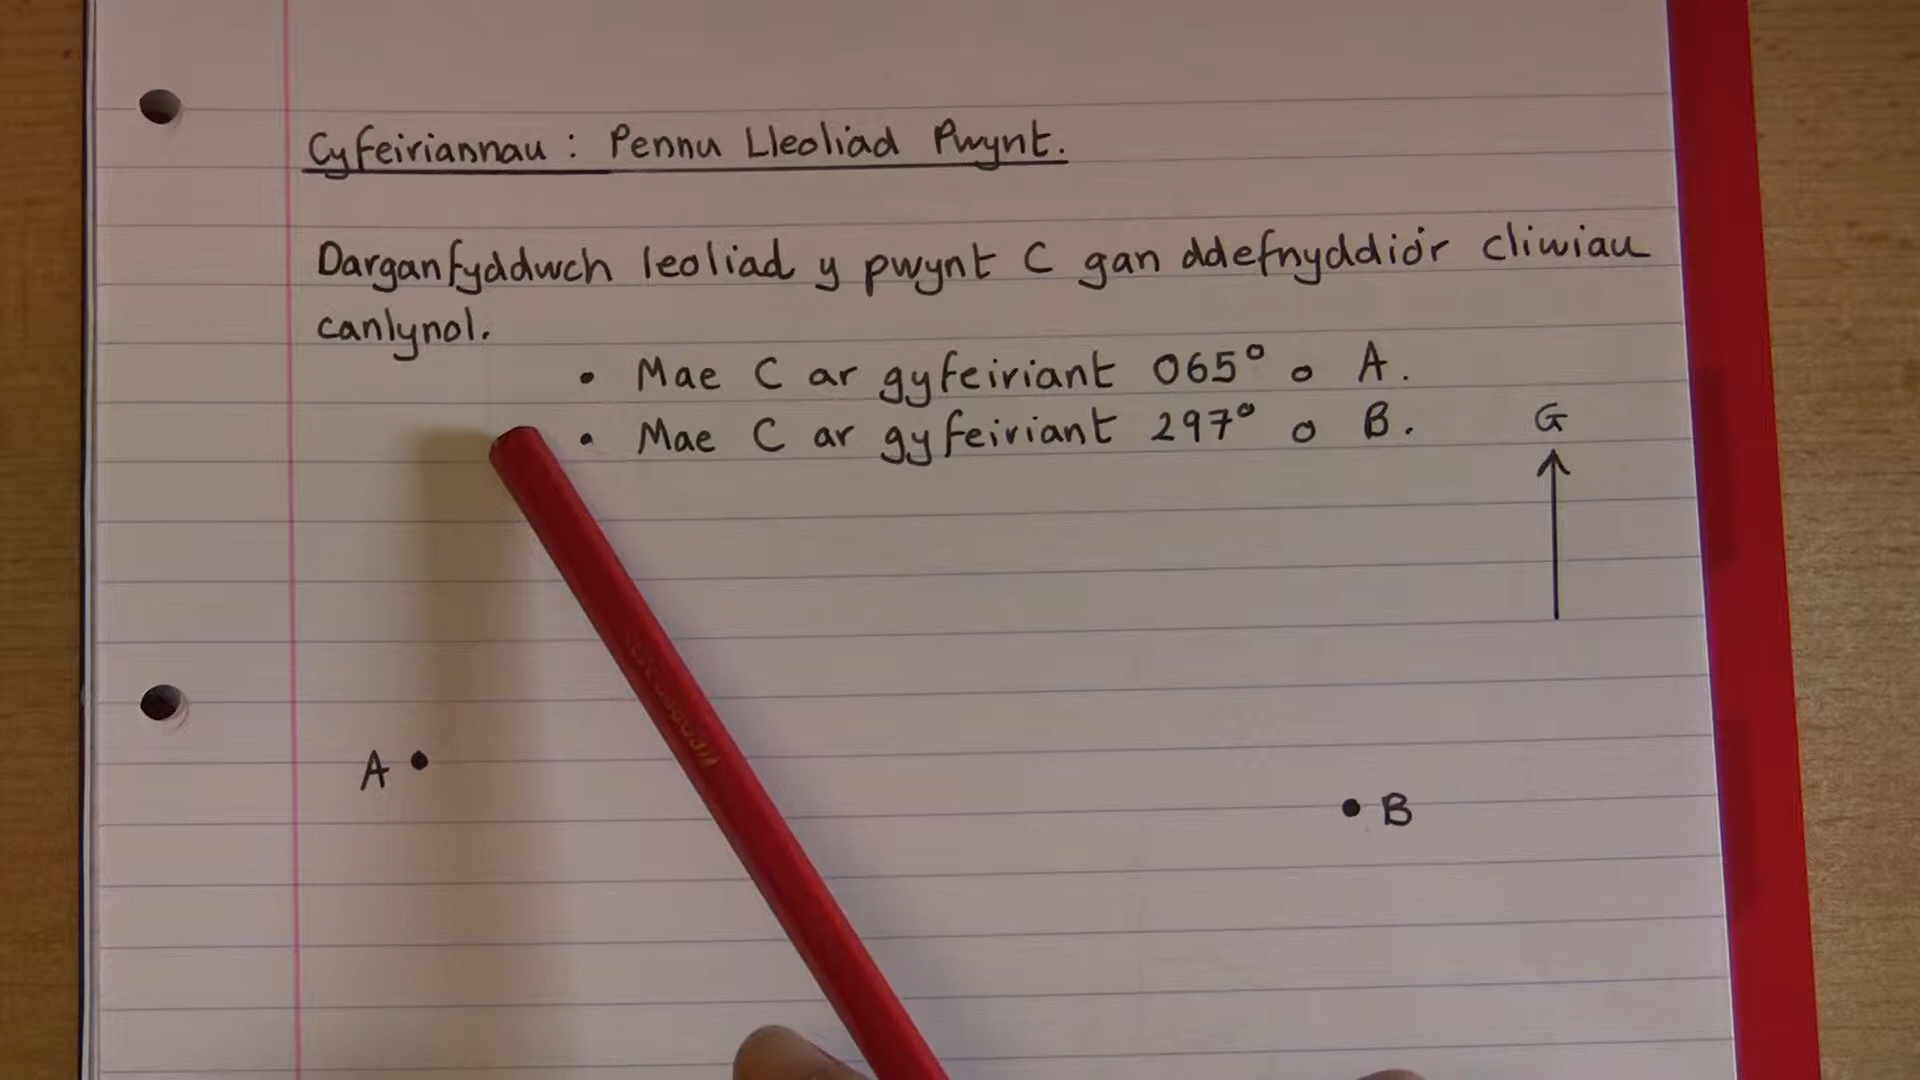 Cyfeiriannau : Pennu Lleoliad Pwynt.
Darganfyddwch leoliad y pwynt C gan ddefnyddio'r cliwiau
canlynol.
• Mae C ar gyfeiriant 065° o A.
• Mae C ar gyfeiriant 297° o B.
G
A
B